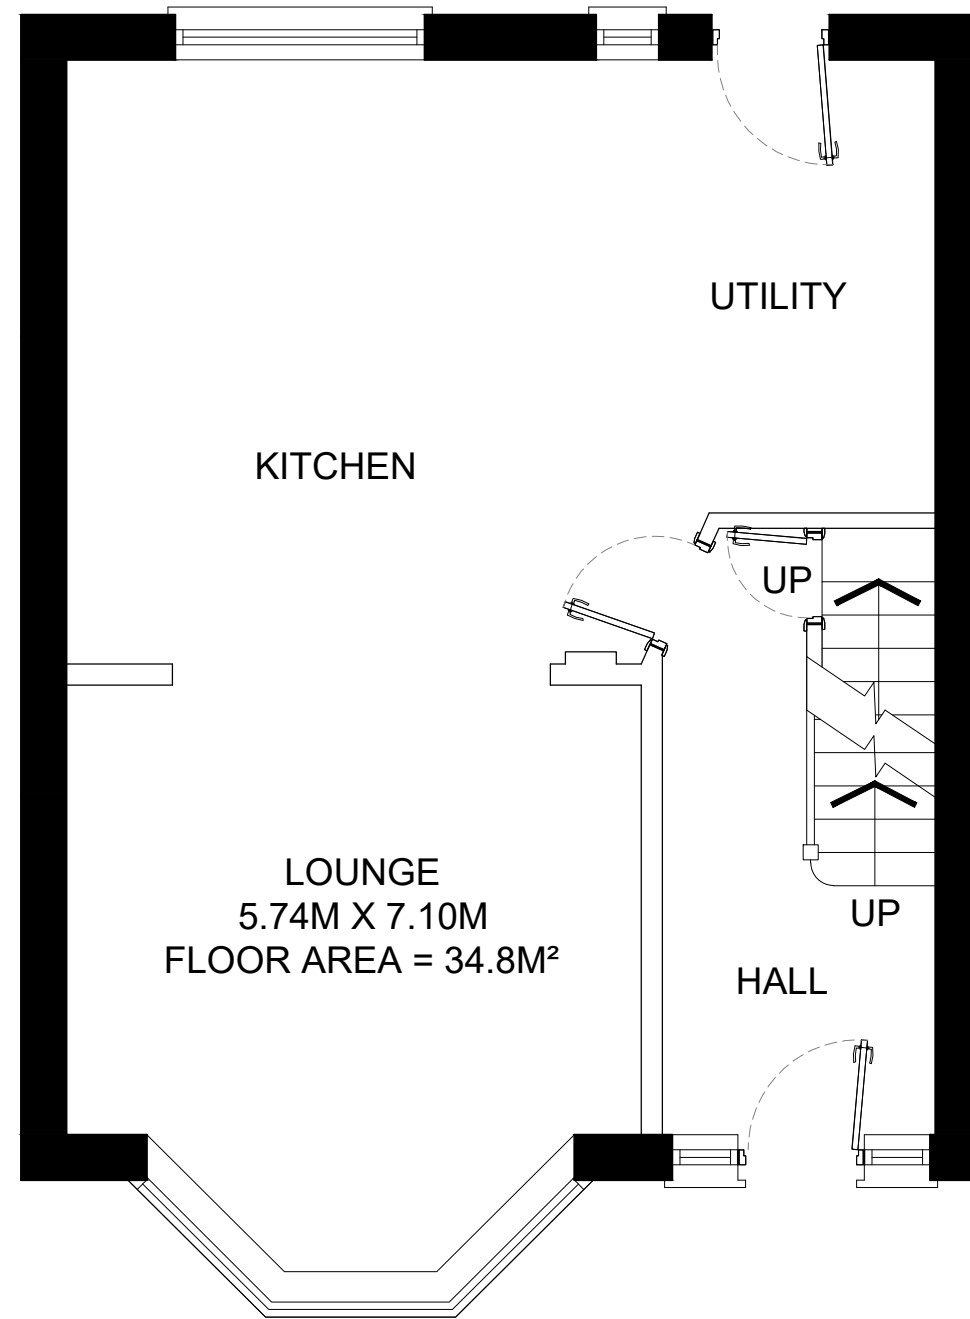 UTILITY
KITCHEN
UP
LOUNGE
5.74M X 7.10M
FLOOR AREA = 34.8M²
UP
HALL